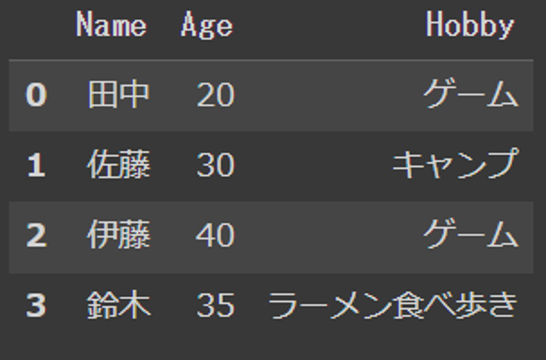 Name Age Hobby
0 田中 20 ゲーム
1 佐藤 30 キャンプ
2 伊藤 40 ゲーム
3 鈴木 35 ラーメン食べ歩き